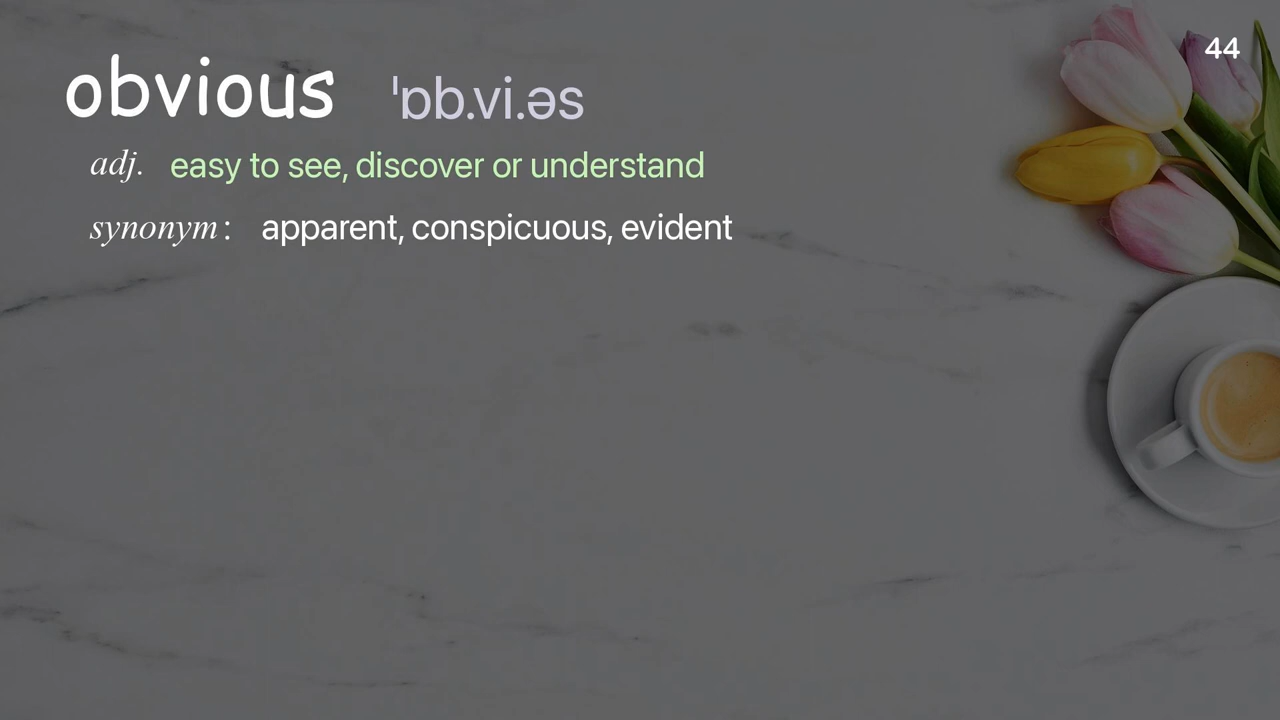 44
obvious ˈɒb.vi.əs
adj. easy to see, discover or understand
synonym: apparent, conspicuous, evident